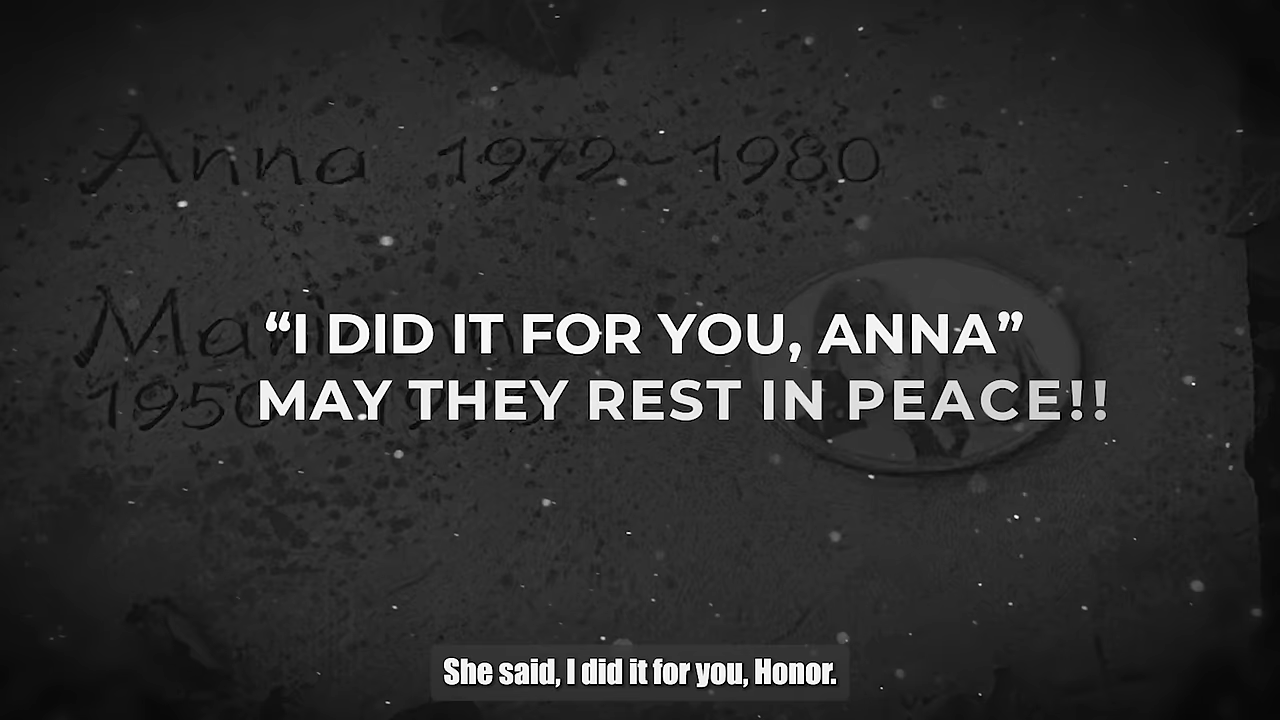 Anna 1972-1980
“I DID IT FOR YOU, ANNA”
MAY THEY REST IN PEACE!!
She said, I did it for you, Honor.